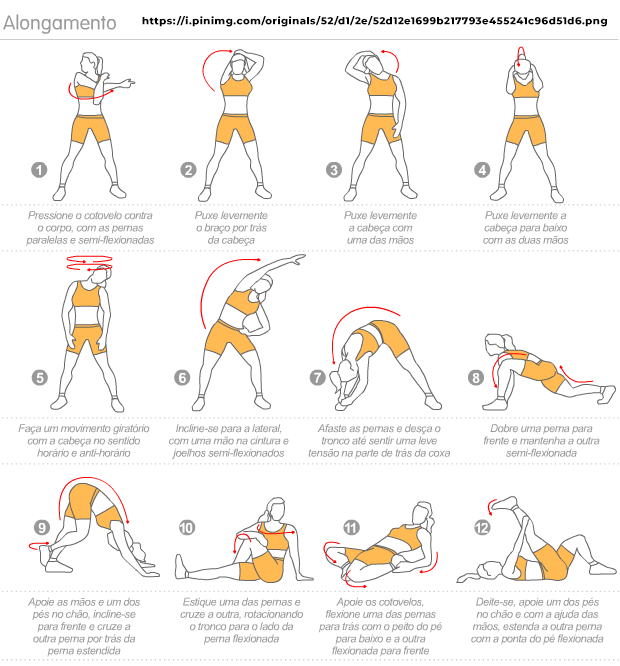 Alongamento
https://i.pinimg.com/originals/52/d1/2e/52d12e1699b217793e455241c96d51d6.png
1
Pressione o cotovelo contra
o corpo, com as pernas
paralelas e semi-flexionadas
2
Puxe levemente
o braço por trás
da cabeça
3
Puxe levemente
a cabeça com
uma das mãos
4
Puxe levemente a
cabeça para baixo
com as duas mãos
5
Faça um movimento giratório
com a cabeça no sentido
horário e anti-horário
6
Incline-se para a lateral,
com uma mão na cintura e
joelhos semi-flexionados
7
Afaste as pernas e desça o
tronco até sentir uma leve
tensão na parte de trás da coxa
8
Dobre uma perna para
frente e mantenha a outra
semi-flexionada
9
Apoie as mãos e um dos
pés no chão, incline-se
para frente e cruze a
outra perna por trás da
perna estendida
10
Estique uma das pernas e
cruze a outra, rotacionando
o tronco para o lado da
perna flexionada
11
Apoie os cotovelos,
flexione uma das pernas
para trás com o peito do pé
para baixo e a outra
flexionada para frente
12
Deite-se, apoie um dos pés
no chão e com a ajuda das
mãos, estenda a outra perna
com a ponta do pé flexionada